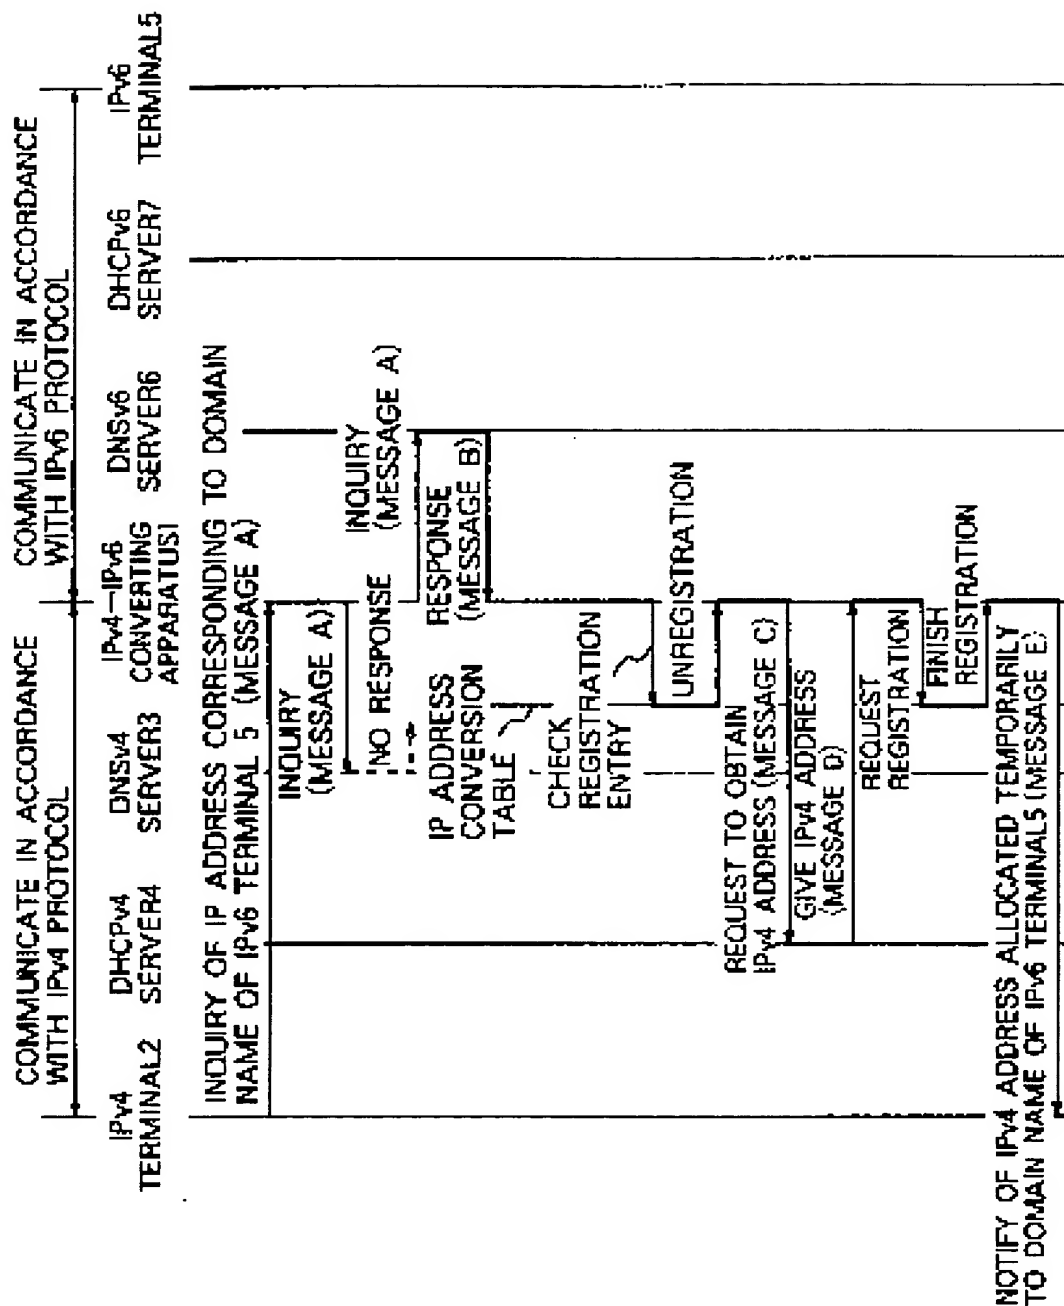 COMMUNICATE IN ACCORDANCE
WITH IPv4 PROTOCOL
COMMUNICATE IN ACCORDANCE
WITH IPv6 PROTOCOL
IPv4
TERMINAL2
DHCPv4
SERVER4
DNSv4
SERVER3
IPv4-IPv6
CONVERTING
APPARATUS1
DNSv6
SERVER6
DHCPv6
SERVER7
IPv6
TERMINAL5
INQUIRY OF IP ADDRESS CORRESPONDING TO DOMAIN
NAME OF IPv6 TERMINAL 5 (MESSAGE A)
INQUIRY
(MESSAGE A)
NO RESPONSE
INQUIRY
(MESSAGE A)
RESPONSE
(MESSAGE B)
IP ADDRESS
CONVERSION
TABLE
CHECK
REGISTRATION
ENTRY
UNREGISTRATION
REQUEST TO OBTAIN
IPv4 ADDRESS (MESSAGE C)
GIVE IPv4 ADDRESS
(MESSAGE D)
REQUEST
REGISTRATION
FINISH
REGISTRATION
NOTIFY OF IPv4 ADDRESS ALLOCATED TEMPORARILY
TO DOMAIN NAME OF IPv6 TERMINAL5 (MESSAGE E)